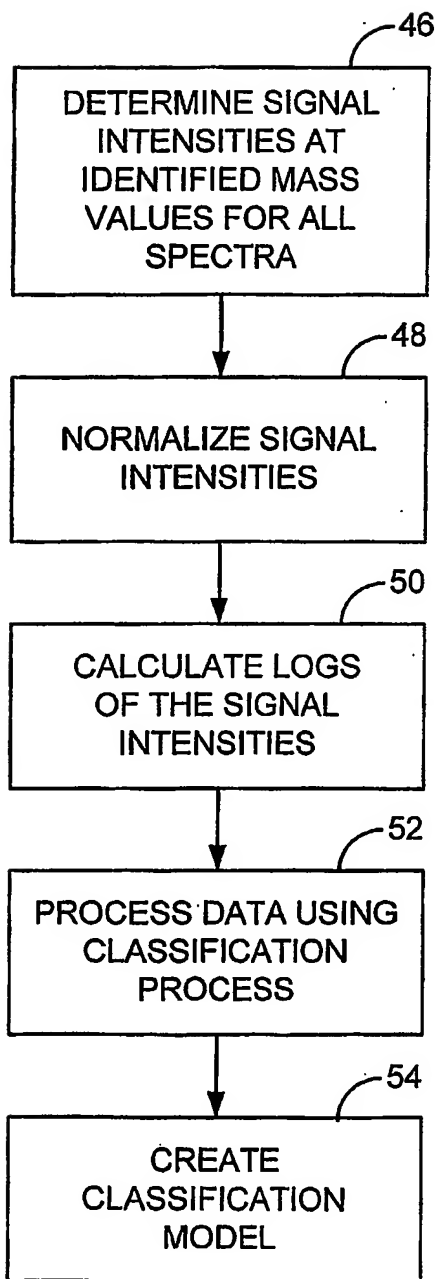 46
DETERMINE SIGNAL
INTENSITIES AT
IDENTIFIED MASS
VALUES FOR ALL
SPECTRA
48
NORMALIZE SIGNAL
INTENSITIES
50
CALCULATE LOGS
OF THE SIGNAL
INTENSITIES
52
PROCESS DATA USING
CLASSIFICATION
PROCESS
54
CREATE
CLASSIFICATION
MODEL